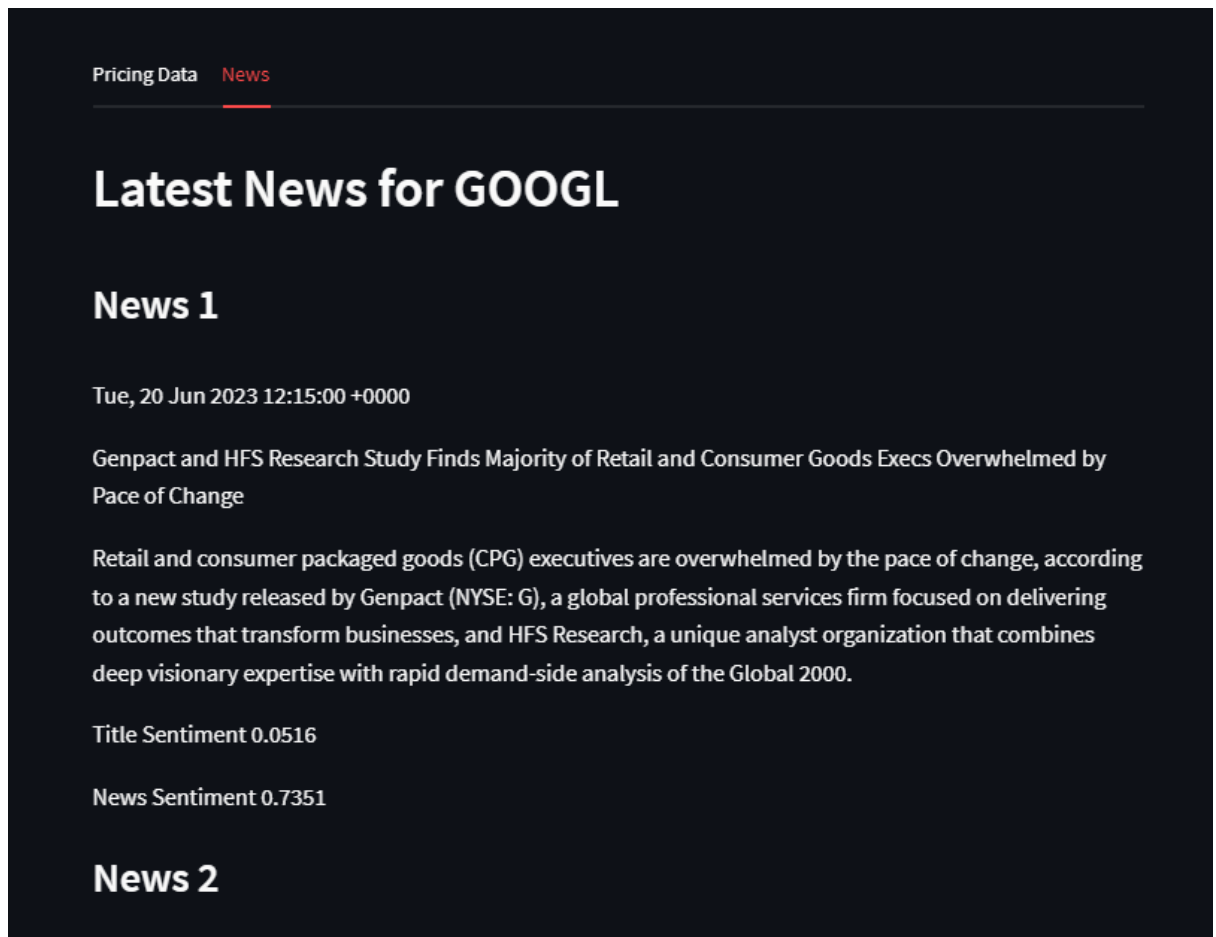 Pricing Data News
Latest News for GOOGL
News 1
Tue, 20 Jun 2023 12:15:00 +0000
Genpact and HFS Research Study Finds Majority of Retail and Consumer Goods Execs Overwhelmed by
Pace of Change
Retail and consumer packaged goods (CPG) executives are overwhelmed by the pace of change, according
to a new study released by Genpact (NYSE: G), a global professional services firm focused on delivering
outcomes that transform businesses, and HFS Research, a unique analyst organization that combines
deep visionary expertise with rapid demand-side analysis of the Global 2000.
Title Sentiment 0.0516
News Sentiment 0.7351
News 2